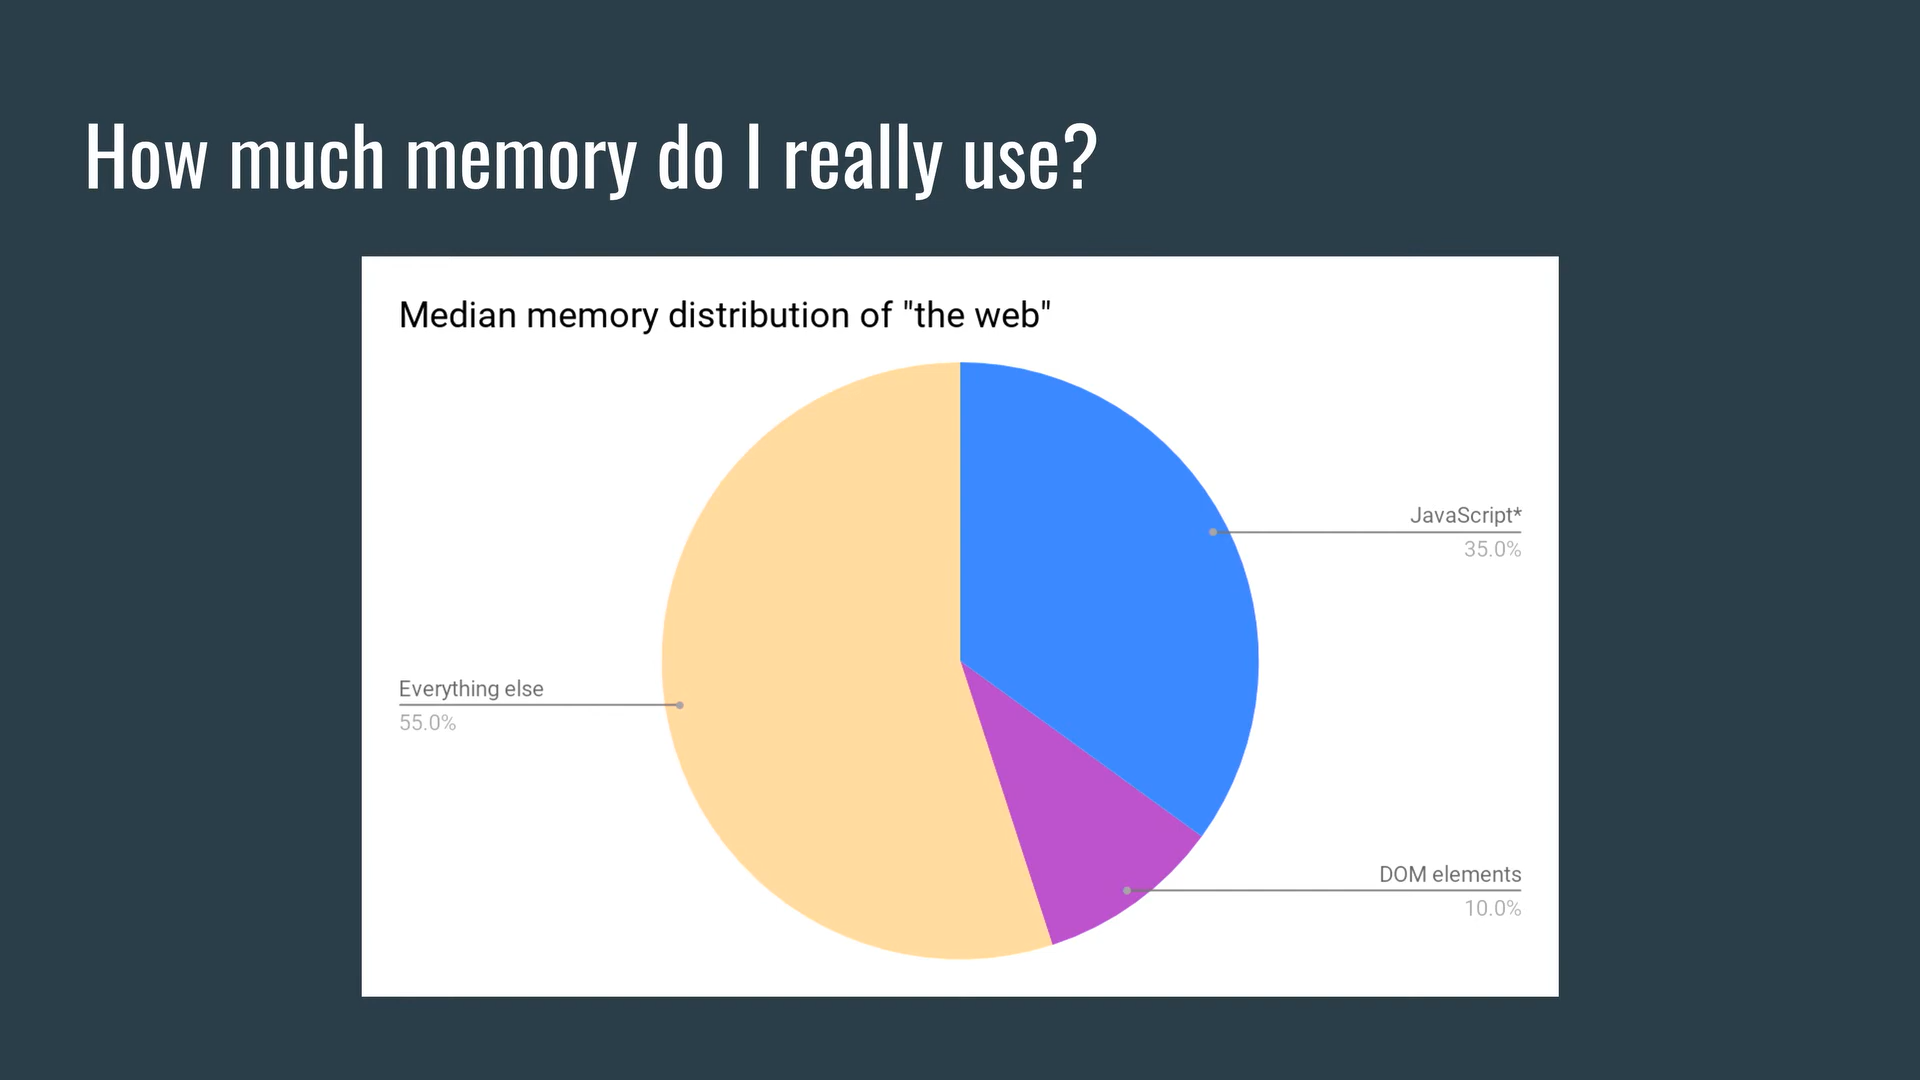 How much memory do I really use?
Median memory distribution of "the web"
JavaScript*
35.0%
Everything else
55.0%
DOM elements
10.0%